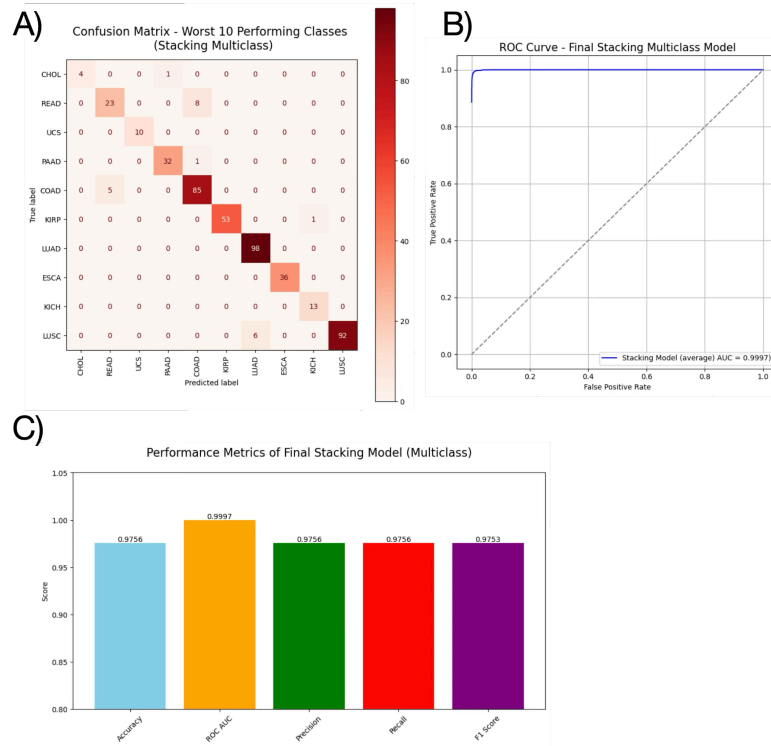 A)
Confusion Matrix - Worst 10 Performing Classes
(Stacking Multiclass)
True label
CHOL 4 0 0 1 0 0 0 0 0 0
READ 0 23 0 0 8 0 0 0 0 0
UCS 0 0 10 0 0 0 0 0 0 0
PAAD 0 0 0 32 1 0 0 0 0 0
COAD 0 5 0 0 85 0 0 0 0 0
KIRP 0 0 0 0 0 53 0 0 1 0
LUAD 0 0 0 0 0 0 98 0 0 0
ESCA 0 0 0 0 0 0 0 36 0 0
KICH 0 0 0 0 0 0 0 0 13 0
LUSC 0 0 0 0 0 0 6 0 0 92
CHOL READ UCS PAAD COAD KIRP LUAD ESCA KICH LUSC
Predicted label
80
60
40
20
0
B)
ROC Curve - Final Stacking Multiclass Model
True Positive Rate
1.0
0.8
0.6
0.4
0.2
0.0
Stacking Model (average) AUC = 0.9997
0.0 0.2 0.4 0.6 0.8 1.0
False Positive Rate
C)
Performance Metrics of Final Stacking Model (Multiclass)
Score
1.05
1.00
0.95
0.90
0.85
0.80
0.9756 0.9997 0.9756 0.9756 0.9753
Accuracy ROC AUC Precision Recall F1 Score